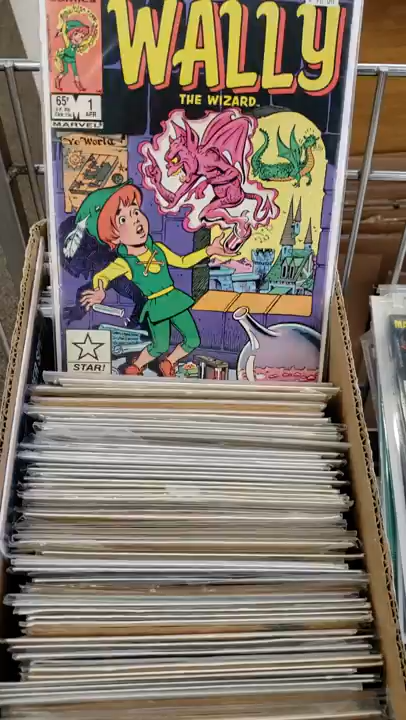 WALLY
THE WIZARD.
65¢
1
APR
MARVEL
Ye World
STAR!